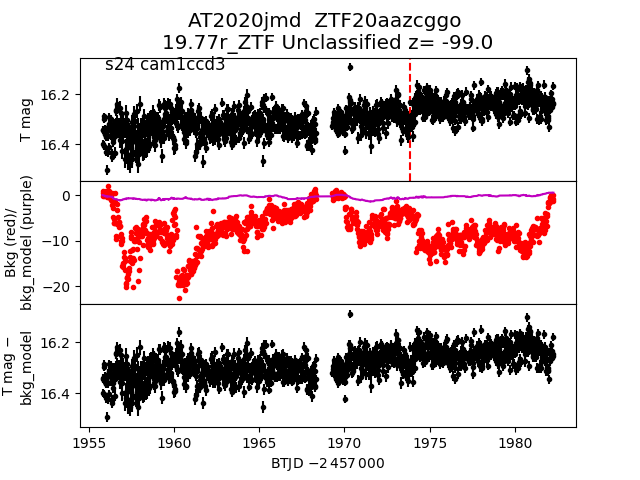 AT2020jmd  ZTF20aazcggo
19.77r_ZTF Unclassified z= -99.0
s24 cam1ccd3
T mag
16.2
16.4
Bkg (red)/
bkg_model (purple)
0
−10
−20
T mag −
bkg_model
16.2
16.4
1955 1960 1965 1970 1975 1980
BTJD −2 457 000